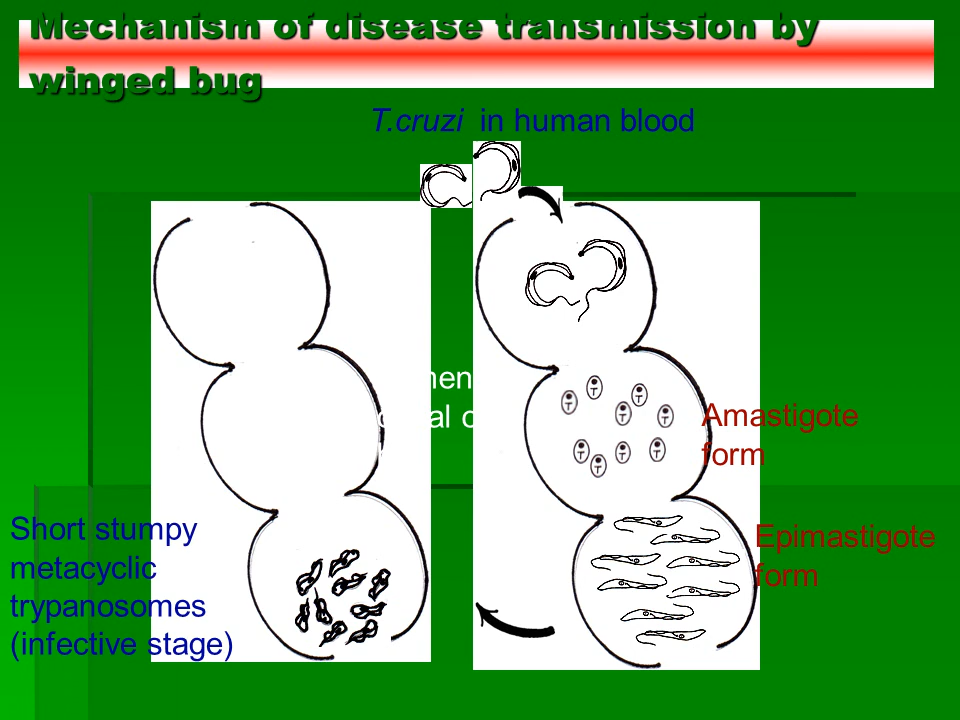 Mechanism of disease transmission by
winged bug
T.cruzi in human blood
Amastigote
form
Epimastigote
form
Short stumpy
metacyclic
trypanosomes
(infective stage)
T
T
T
T
T
T
T
T
T